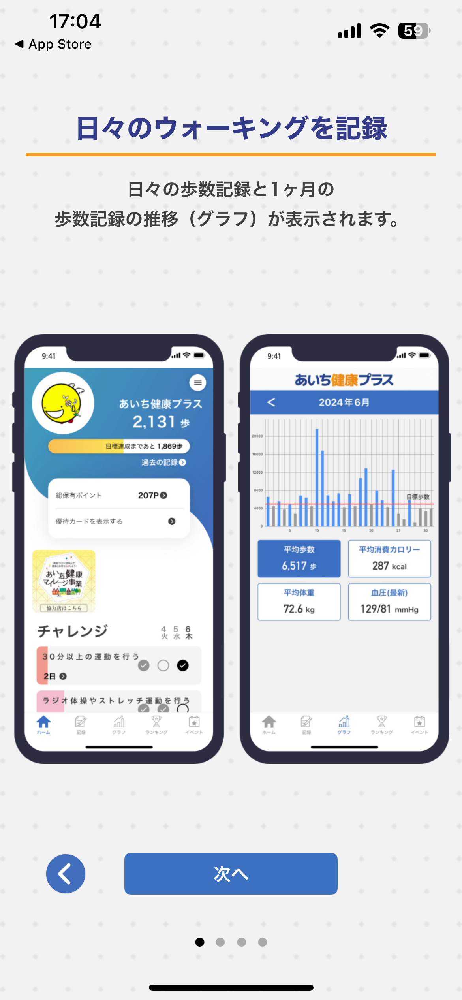 17:04
59
App Store
日々のウォーキングを記録
日々の歩数記録と1ヶ月の
歩数記録の推移（グラフ）が表示されます。
9:41
あいち健康プラス
2,131 歩
目標達成まであと 1,869歩
過去の記録
総保有ポイント 207P
優待カードを表示する
あいち健康
マイレージ事業
協力店はこちら
チャレンジ
4 5 6
火 水 木
30分以上の運動を行う
2日
ラジオ体操やストレッチ運動を行う
ホーム 記録 グラフ ランキング イベント
9:41
あいち健康プラス
< 2024年6月
20000
16000
12000
8000
目標歩数
4000
0
5 10 15 20 25 30
平均歩数
6,517 歩
平均消費カロリー
287 kcal
平均体重
72.6 kg
血圧(最新)
129/81 mmHg
ホーム 記録 グラフ ランキング イベント
次へ